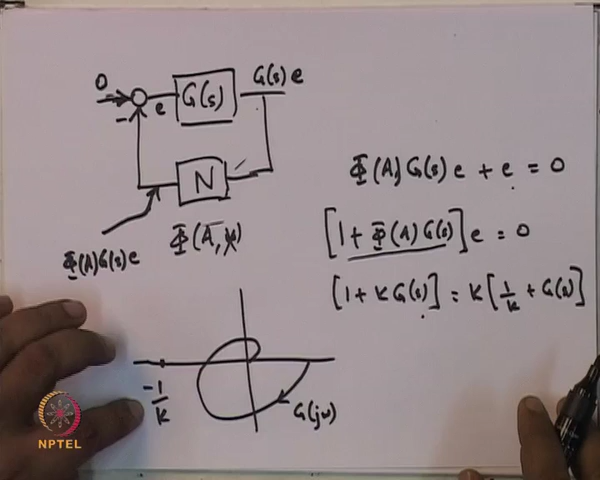 0
G(s)
G(s) e
e
−
N
Φ(A)G(s)e
Φ(A, ω)
Φ(A) G(s) e + e = 0
[1 + Φ(A) G(s)] e = 0
[1 + K G(s)] = K [1/K + G(s)]
−1/K
G(jω)
NPTEL